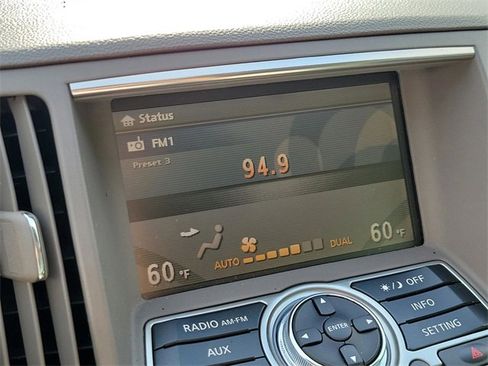 Status
FM1
Preset 3
94.9
60°F
AUTO
DUAL
60°F
RADIO AM•FM
AUX
ENTER
OFF
INFO
SETTING